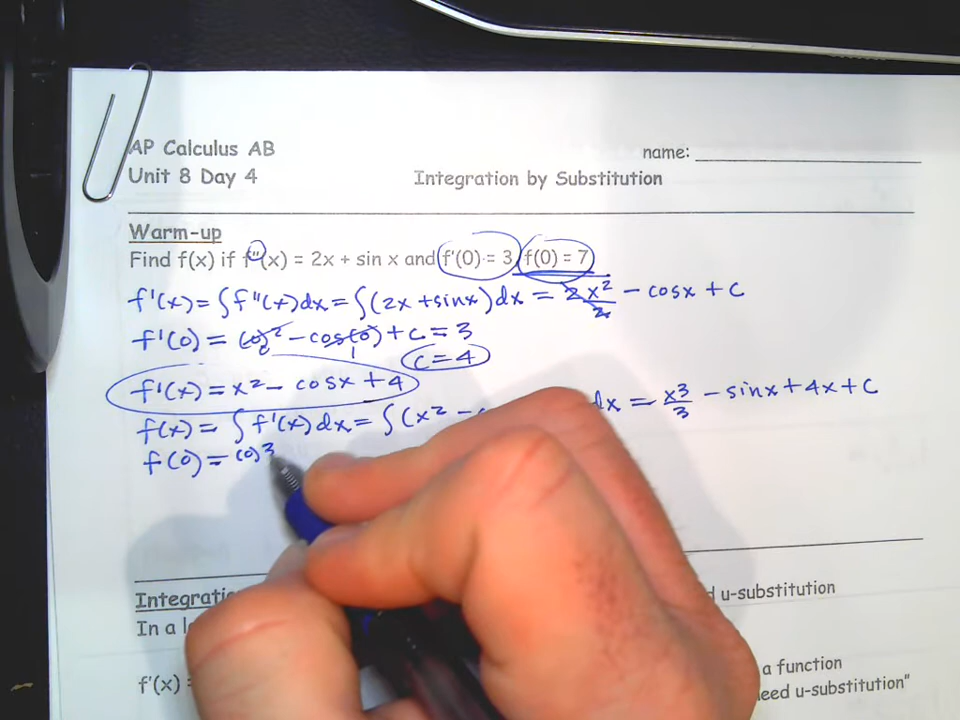 AP Calculus AB name:
Unit 8 Day 4 Integration by Substitution
Warm-up
Find f(x) if f"(x) = 2x + sin x and f'(0) = 3, f(0) = 7
f'(x) = ∫f"(x)dx = ∫(2x + sinx)dx = 2x²/2 - cosx + C
f'(0) = (0)² - cos(0) + C = 3
0 1 C = 4
f'(x) = x² - cosx + 4
f(x) = ∫f'(x)dx = ∫(x² - dx = x³/3 - sinx + 4x + C
f(0) = (0)³
u-substitution
In a
f'(x) = a function
need u-substitution"